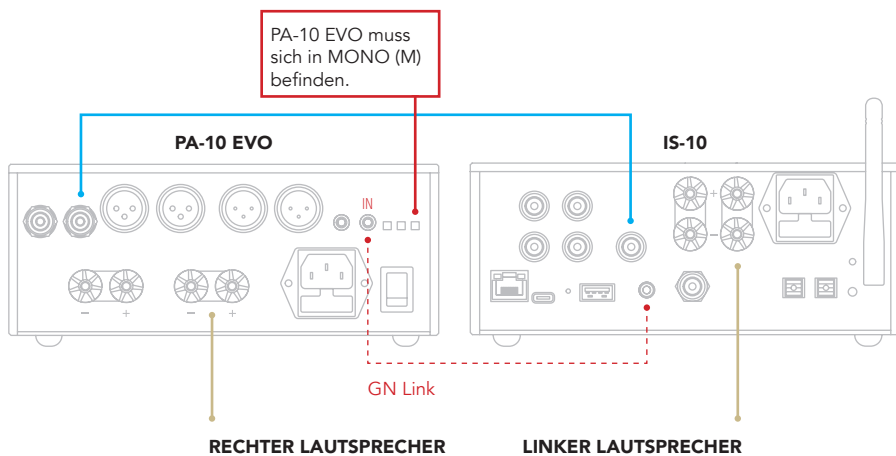 PA-10 EVO muss
sich in MONO (M)
befinden.
PA-10 EVO
IS-10
IN
+
–
– +
– +
GN Link
RECHTER LAUTSPRECHER
LINKER LAUTSPRECHER